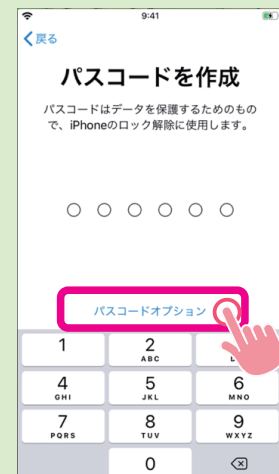 9:41
戻る
パスコードを作成
パスコードはデータを保護するためのもの
で、iPhoneのロック解除に使用します。
パスコードオプション
1
2
ABC
4
GHI
5
JKL
6
MNO
7
PQRS
8
TUV
9
WXYZ
0